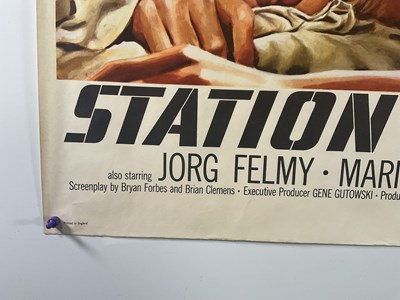 STATION
also starring JORG FELMY · MARI
Screenplay by Bryan Forbes and Brian Clemens · Executive Producer GENE GUTOWSKI · Produ